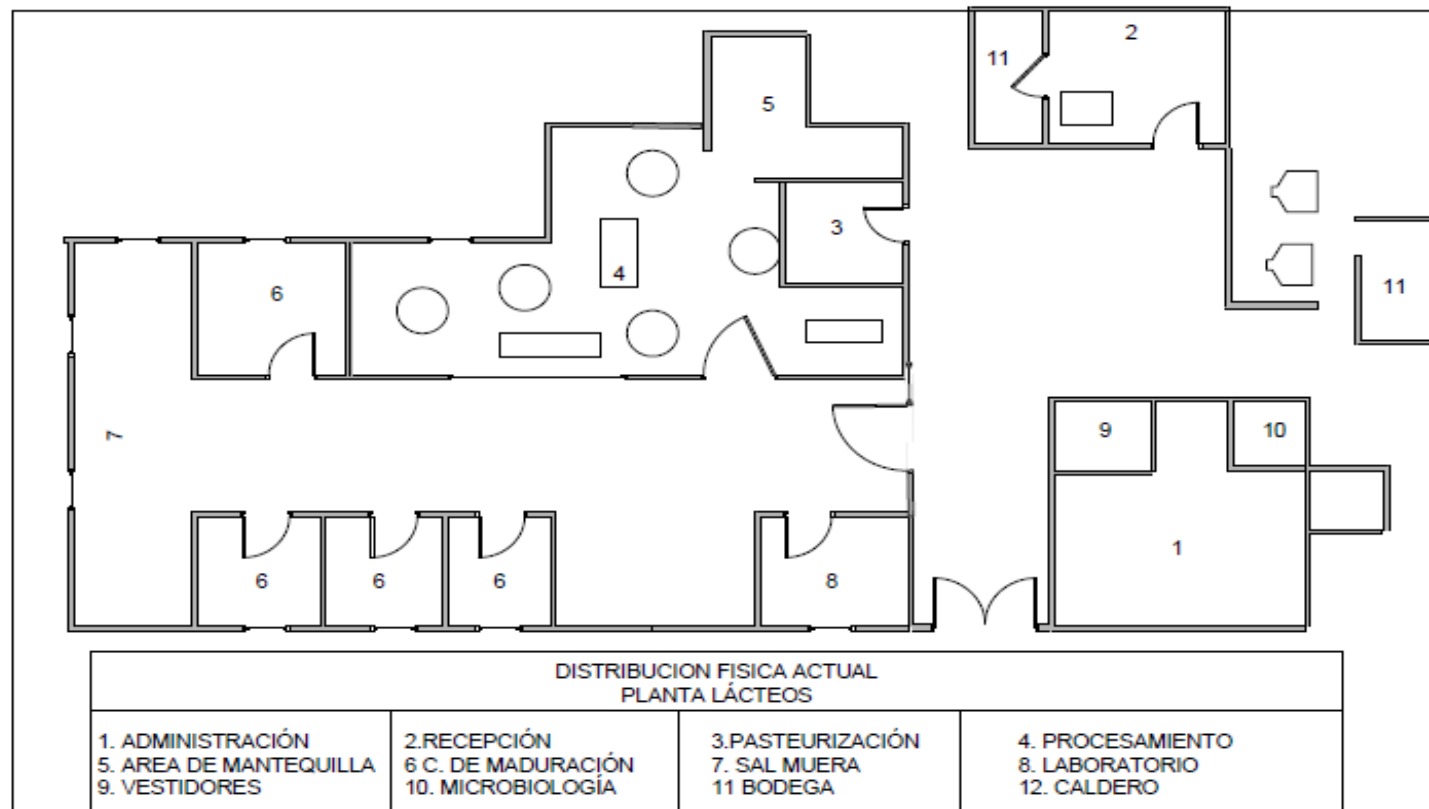 2
11
5
3
4
6
11
7
9
10
1
6
6
6
8
DISTRIBUCION FISICA ACTUAL
PLANTA LÁCTEOS
1. ADMINISTRACIÓN
5. AREA DE MANTEQUILLA
9. VESTIDORES
2.RECEPCIÓN
6 C. DE MADURACIÓN
10. MICROBIOLOGÍA
3.PASTEURIZACIÓN
7. SAL MUERA
11 BODEGA
4. PROCESAMIENTO
8. LABORATORIO
12. CALDERO